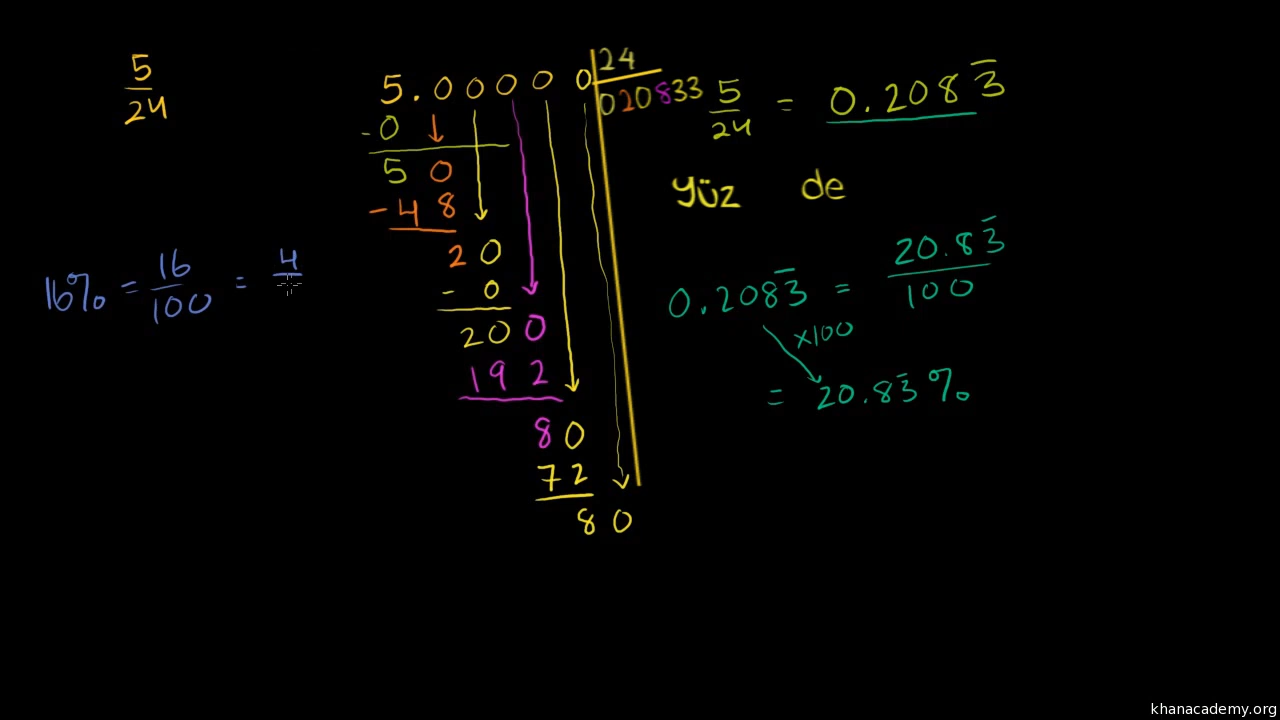 5/24
5.00000 24
-0 020833
50
-48
20
-0
200
192
80
72
80
5/24 = 0.2083̅
yüz de
0.2083̅ = 20.83̅/100
x100
= 20.83̅%
16% = 16/100 = 4
khanacademy.org